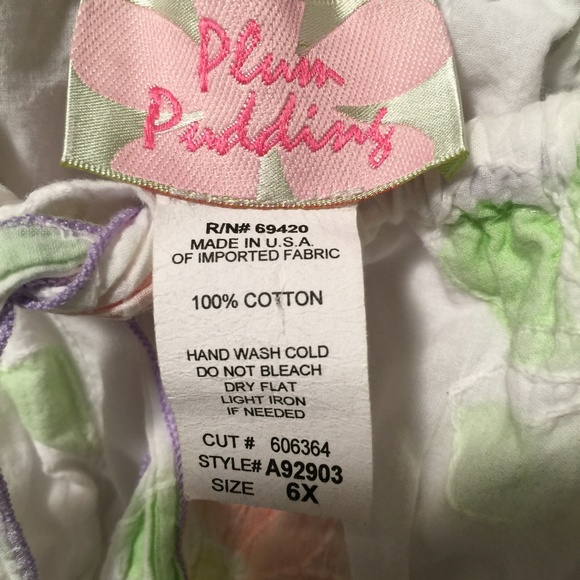 Plum
Pudding
R/N# 69420
MADE IN U.S.A.
OF IMPORTED FABRIC
100% COTTON
HAND WASH COLD
DO NOT BLEACH
DRY FLAT
LIGHT IRON
IF NEEDED
CUT # 606364
STYLE# A92903
SIZE 6X